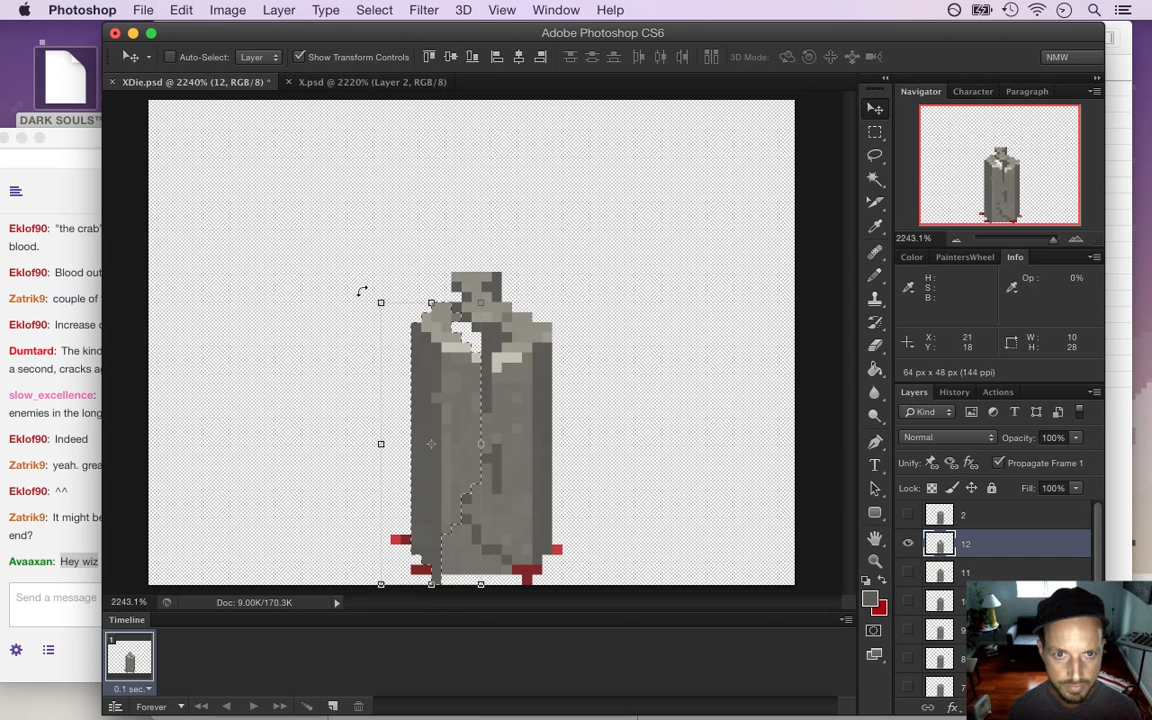 Photoshop File Edit Image Layer Type Select Filter 3D View Window Help
Adobe Photoshop CS6
Auto-Select: Layer Show Transform Controls 3D Mode: NMW
XDie.psd @ 2240% (12, RGB/8) * X.psd @ 2220% (Layer 2, RGB/8)
DARK SOULS™
Eklof90: "the crab'
blood.
Eklof90: Blood out
Zatrik9: couple of
Eklof90: Increase
Dumtard: The kind
a second, cracks
slow_excellence:
enemies in the long
Eklof90: Indeed
Zatrik9: yeah.
Eklof90: ^^
Zatrik9: It might be
end?
Avaaxan: Hey wiz
Send a message
Navigator Character Paragraph
2243.1%
Color PaintersWheel Info
H: Op: 0%
S:
B:
X: 21 W: 10
Y: 18 H: 28
64 px x 48 px (144 ppi)
Layers History Actions
Kind
Normal Opacity: 100%
Unify: Propagate Frame 1
Lock: Fill: 100%
2
12
11
9
8
7
2243.1% Doc: 9.00K/170.3K
Timeline
1
0.1 sec.
Forever